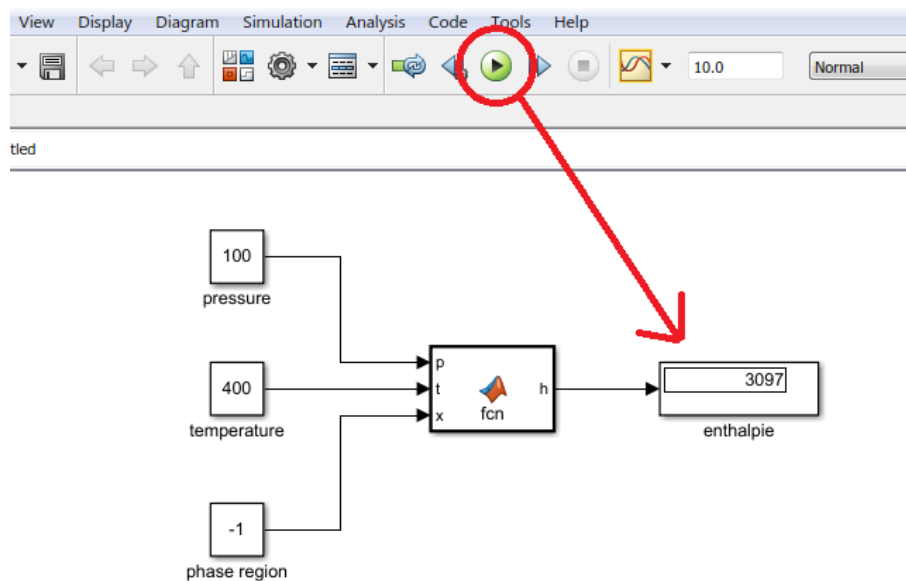 View Display Diagram Simulation Analysis Code Tools Help
10.0 Normal
tled
100
pressure
p
400
t
h
3097
fcn
x
temperature
enthalpie
-1
phase region